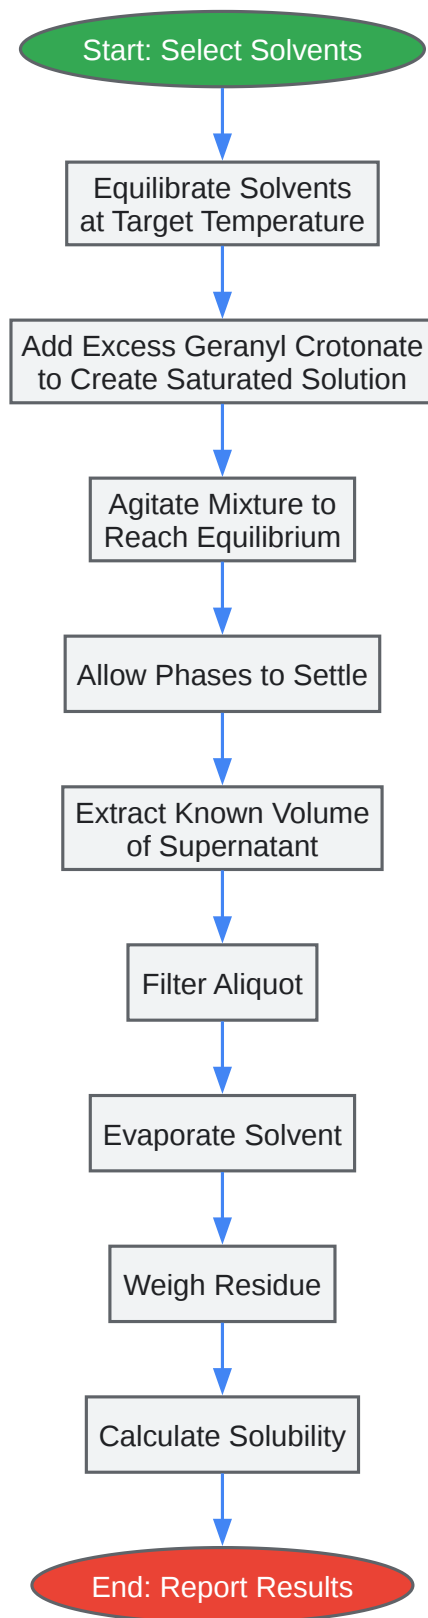 Start: Select Solvents
Equilibrate Solvents
at Target Temperature
Add Excess Geranyl Crotonate
to Create Saturated Solution
Agitate Mixture to
Reach Equilibrium
Allow Phases to Settle
Extract Known Volume
of Supernatant
Filter Aliquot
Evaporate Solvent
Weigh Residue
Calculate Solubility
End: Report Results